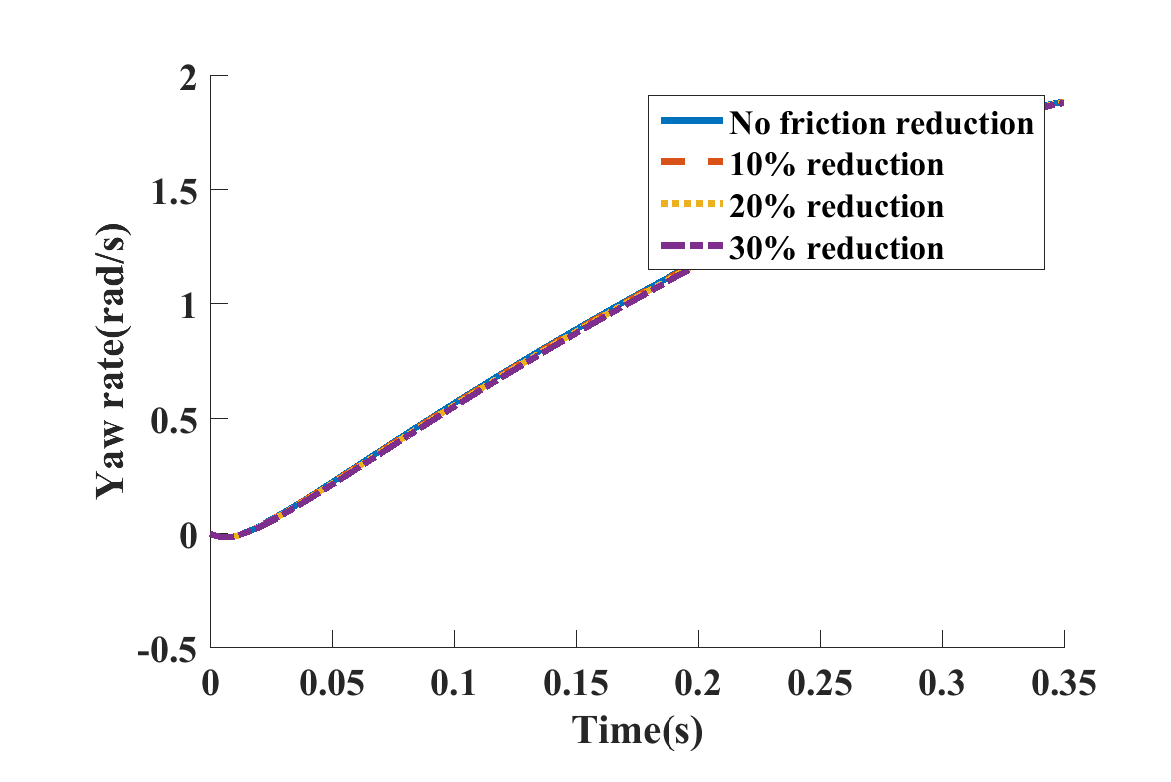 2
1.5
1
0.5
0
-0.5
Yaw rate(rad/s)
No friction reduction
10% reduction
20% reduction
30% reduction
0 0.05 0.1 0.15 0.2 0.25 0.3 0.35
Time(s)